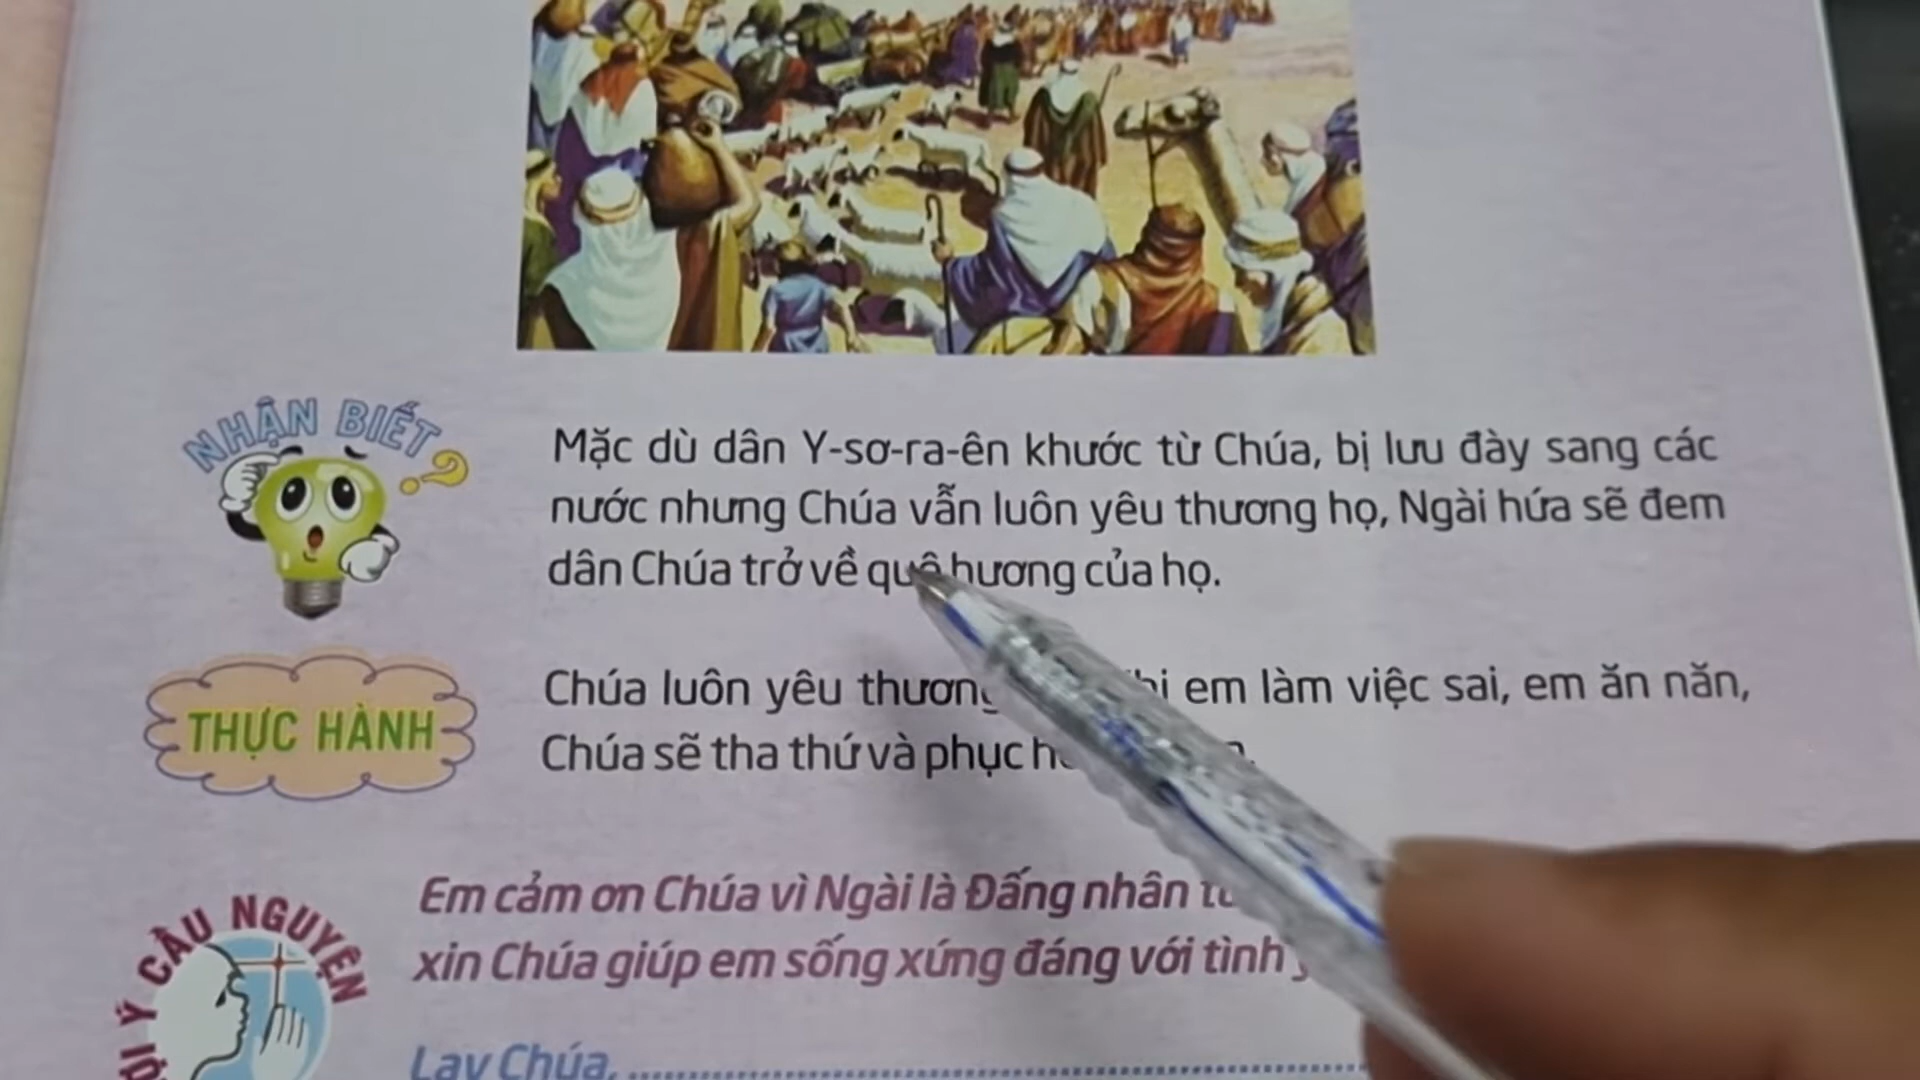 NHẬN BIẾT?
Mặc dù dân Y-sơ-ra-ên khước từ Chúa, bị lưu đày sang các
nước nhưng Chúa vẫn luôn yêu thương họ, Ngài hứa sẽ đem
dân Chúa trở về quê hương của họ.
THỰC HÀNH
Chúa luôn yêu thương em làm việc sai, em ăn năn,
Chúa sẽ tha thứ và phục
Ý CẦU NGUYỆN
Em cảm ơn Chúa vì Ngài là Đấng nhân
xin Chúa giúp em sống xứng đáng với tình
Lạy Chúa,